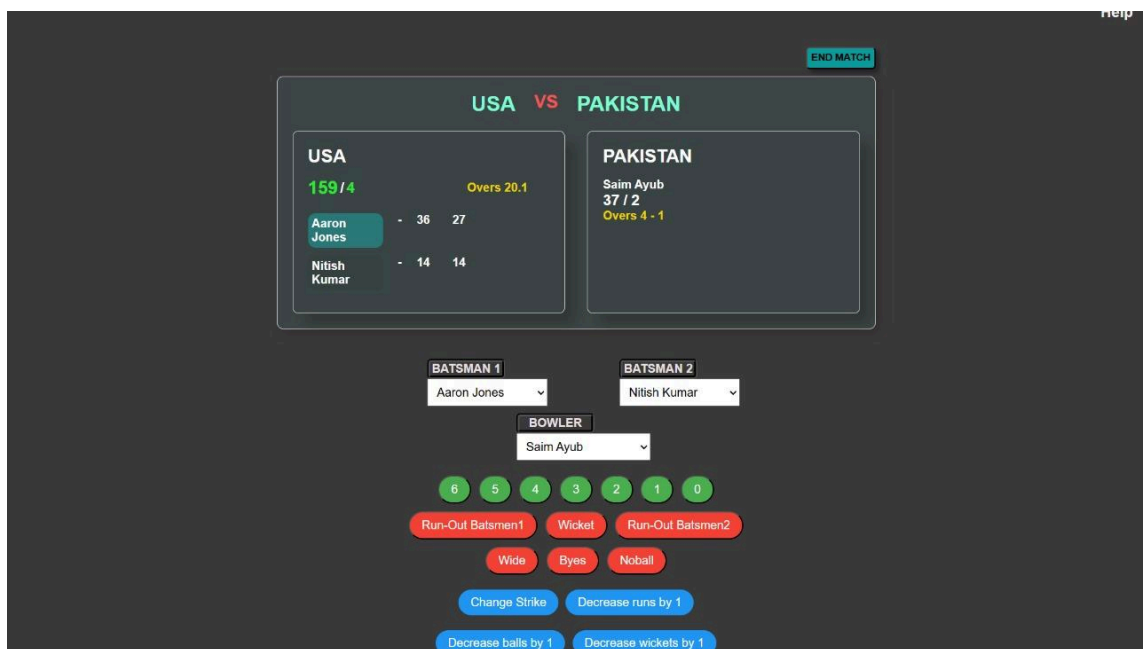 Help
END MATCH
USA VS PAKISTAN
USA
159/4 Overs 20.1
Aaron Jones - 36 27
Nitish Kumar - 14 14
PAKISTAN
Saim Ayub
37 / 2
Overs 4 - 1
BATSMAN 1 BATSMAN 2
Aaron Jones Nitish Kumar
BOWLER
Saim Ayub
6 5 4 3 2 1 0
Run-Out Batsmen1 Wicket Run-Out Batsmen2
Wide Byes Noball
Change Strike Decrease runs by 1
Decrease balls by 1 Decrease wickets by 1